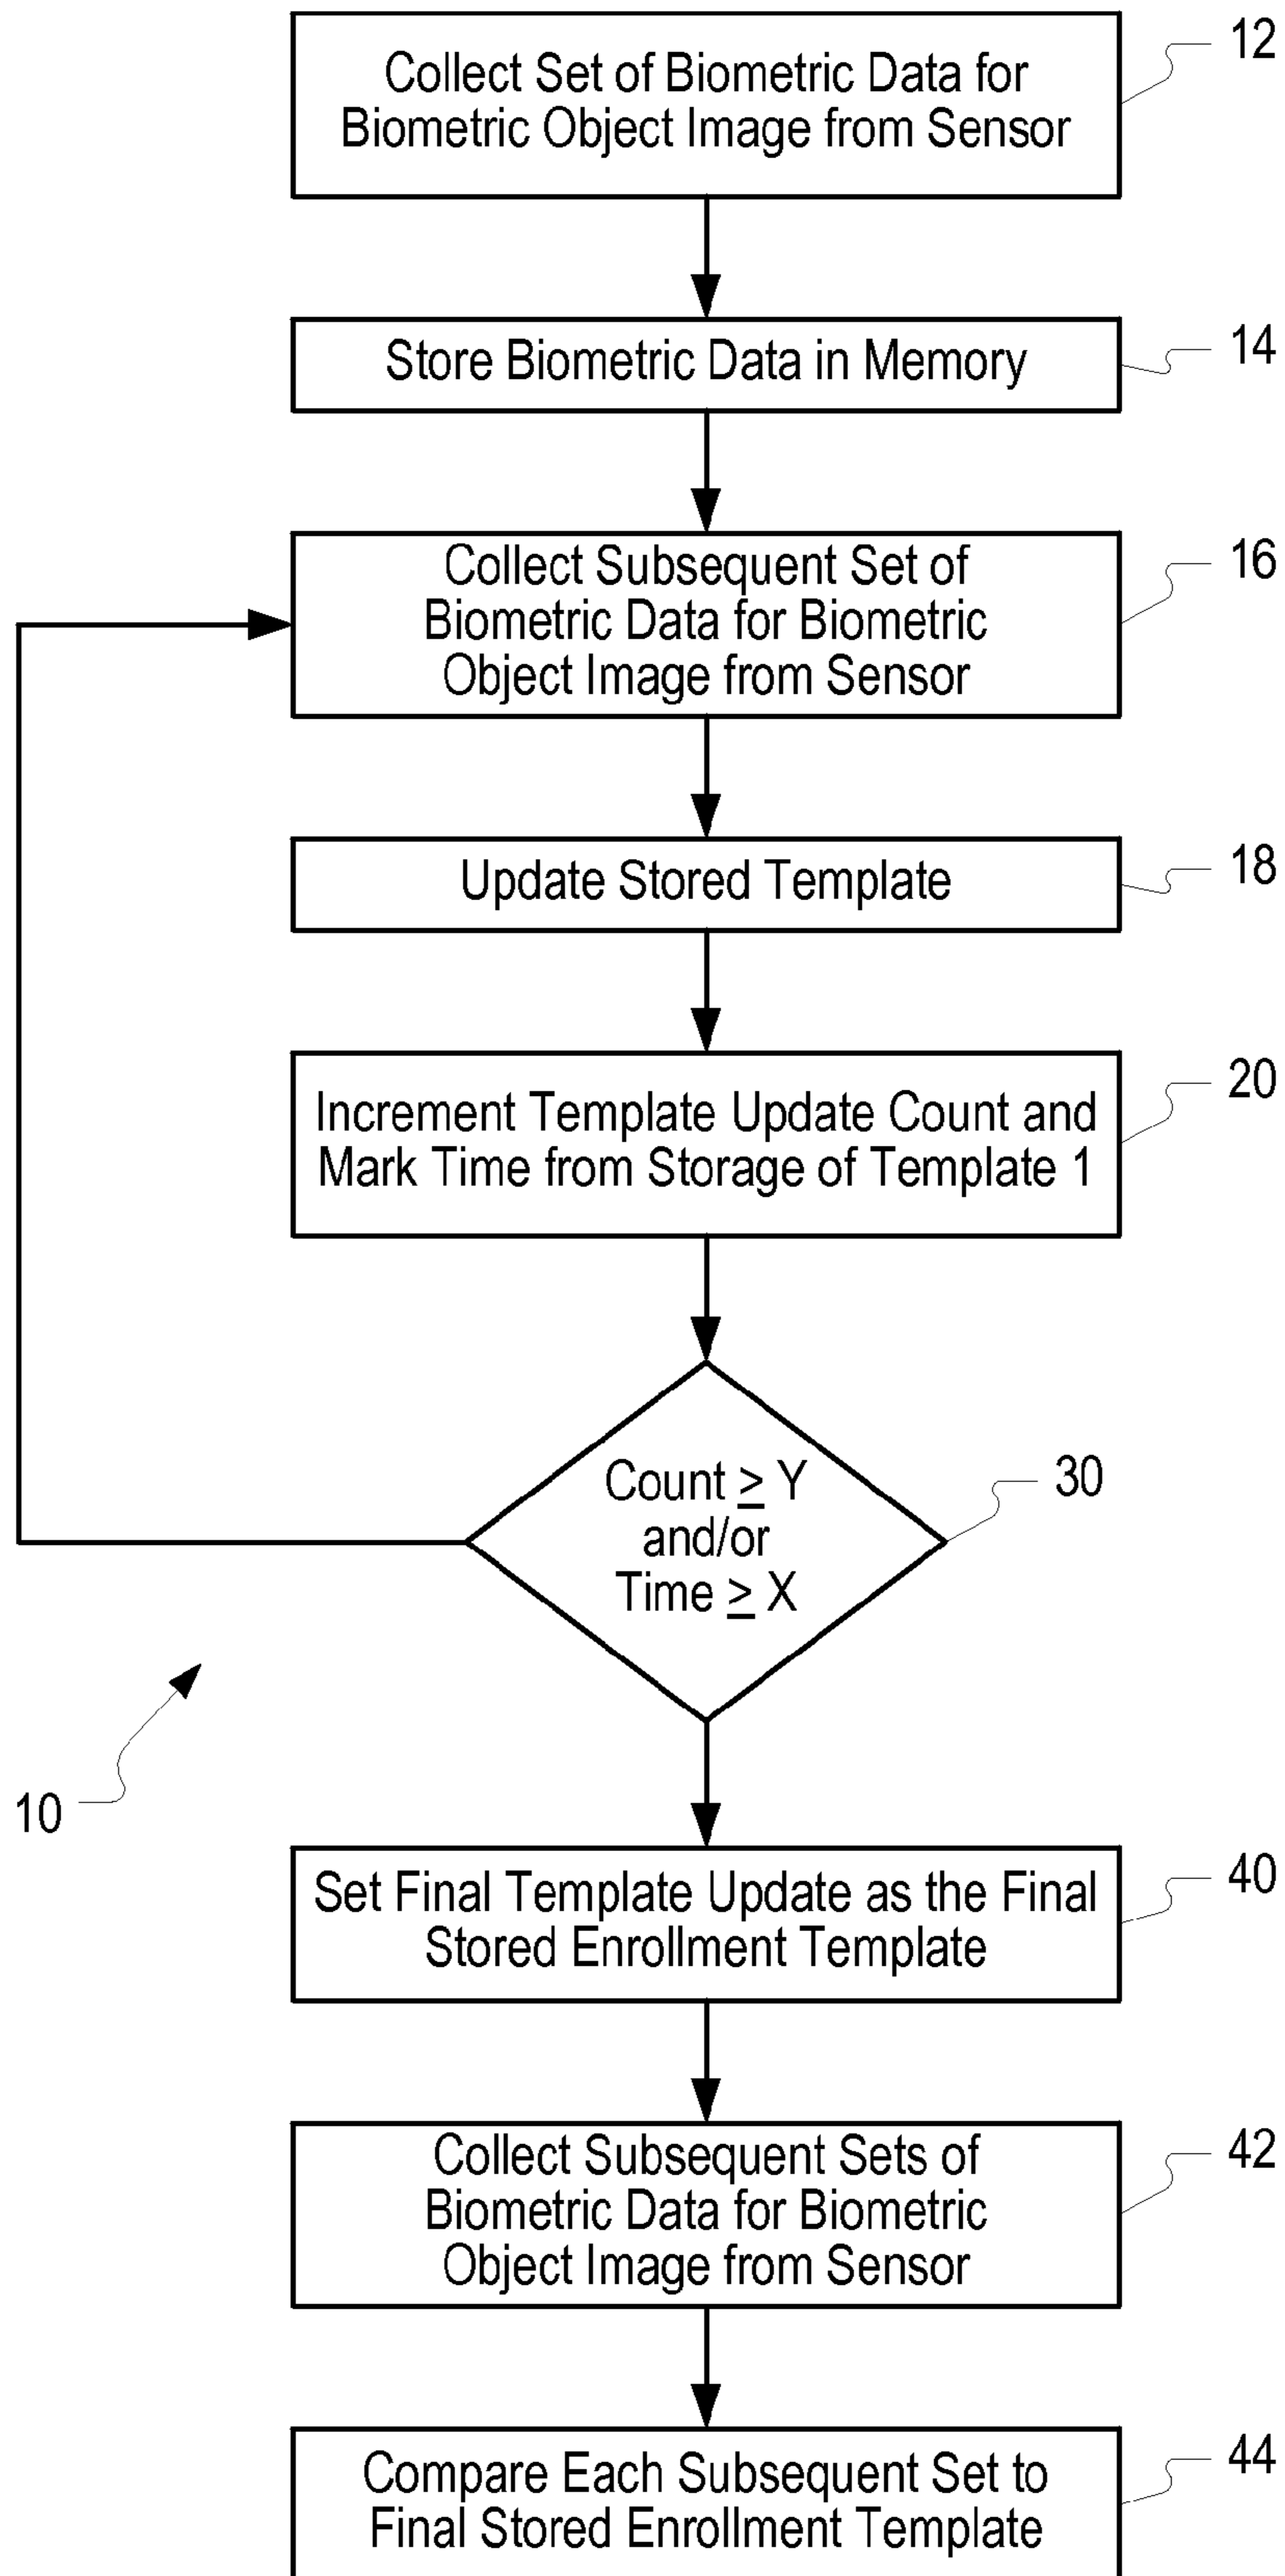 Collect Set of Biometric Data for
Biometric Object Image from Sensor
12
Store Biometric Data in Memory
14
Collect Subsequent Set of
Biometric Data for Biometric
Object Image from Sensor
16
Update Stored Template
18
Increment Template Update Count and
Mark Time from Storage of Template 1
20
Count ≥ Y
and/or
Time ≥ X
30
10
Set Final Template Update as the Final
Stored Enrollment Template
40
Collect Subsequent Sets of
Biometric Data for Biometric
Object Image from Sensor
42
Compare Each Subsequent Set to
Final Stored Enrollment Template
44